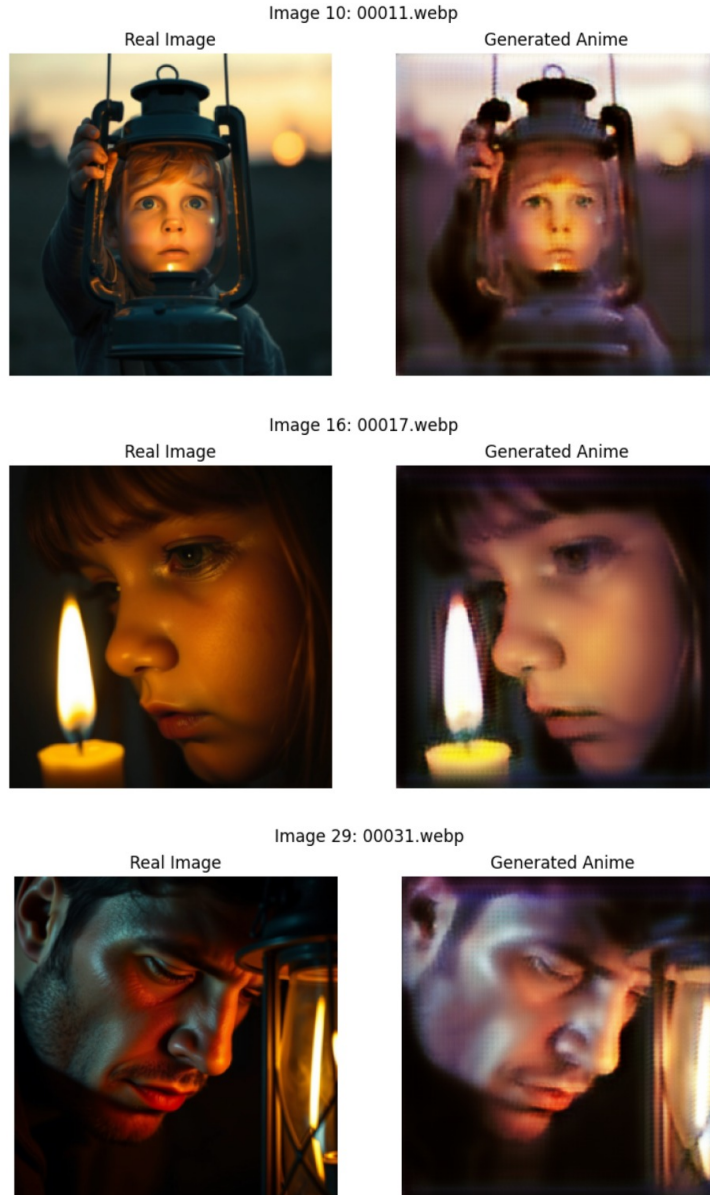 Image 10: 00011.webp
Real Image
Generated Anime
Image 16: 00017.webp
Real Image
Generated Anime
Image 29: 00031.webp
Real Image
Generated Anime